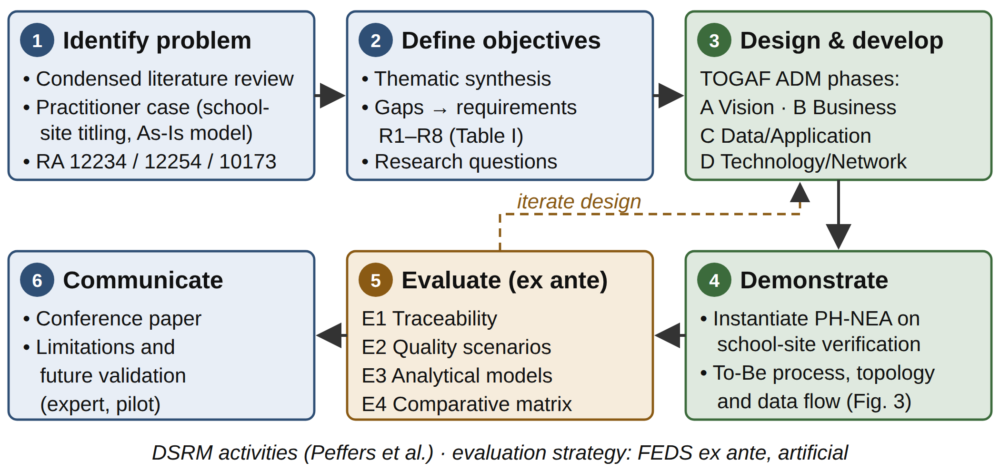 1 Identify problem
• Condensed literature review
• Practitioner case (school-
site titling, As-Is model)
• RA 12234 / 12254 / 10173
2 Define objectives
• Thematic synthesis
• Gaps → requirements
R1–R8 (Table I)
• Research questions
3 Design & develop
TOGAF ADM phases:
A Vision · B Business
C Data/Application
D Technology/Network
iterate design
4 Demonstrate
• Instantiate PH-NEA on
school-site verification
• To-Be process, topology
and data flow (Fig. 3)
5 Evaluate (ex ante)
E1 Traceability
E2 Quality scenarios
E3 Analytical models
E4 Comparative matrix
6 Communicate
• Conference paper
• Limitations and
future validation
(expert, pilot)
DSRM activities (Peffers et al.) · evaluation strategy: FEDS ex ante, artificial